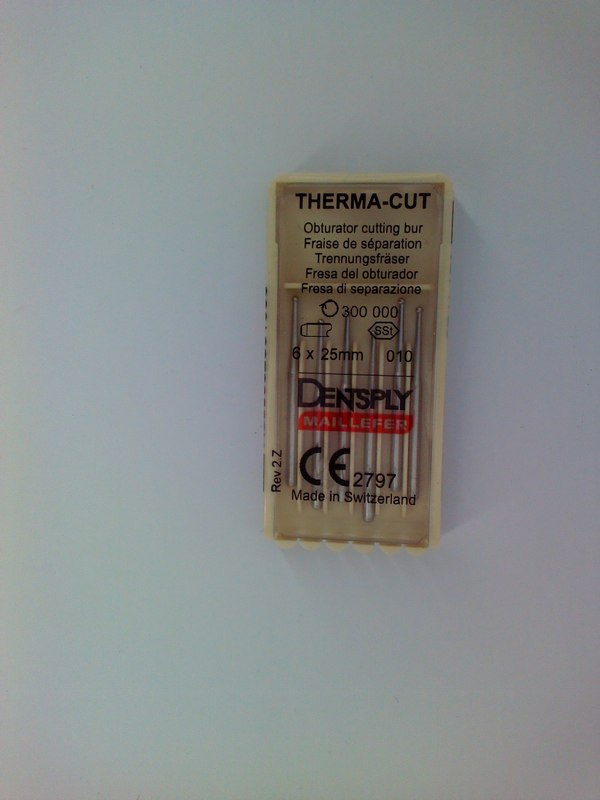 THERMA-CUT
Obturator cutting bur
Fraise de séparation
Trennungsfräser
Fresa del obturador
Fresa di separazione
300 000
SSt
6 x 25mm 010
DENTSPLY
MAILLEFER
CE 2797
Rev 2.Z
Made in Switzerland